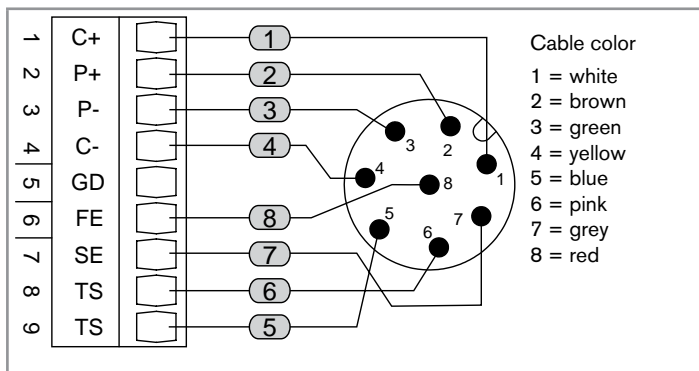 1 C+ 1
2 P+ 2
3 P- 3
4 C- 4
5 GD
6 FE 8
7 SE 7
8 TS 6
9 TS 5
3 2
4 8 1
5 6 7
Cable color
1 = white
2 = brown
3 = green
4 = yellow
5 = blue
6 = pink
7 = grey
8 = red